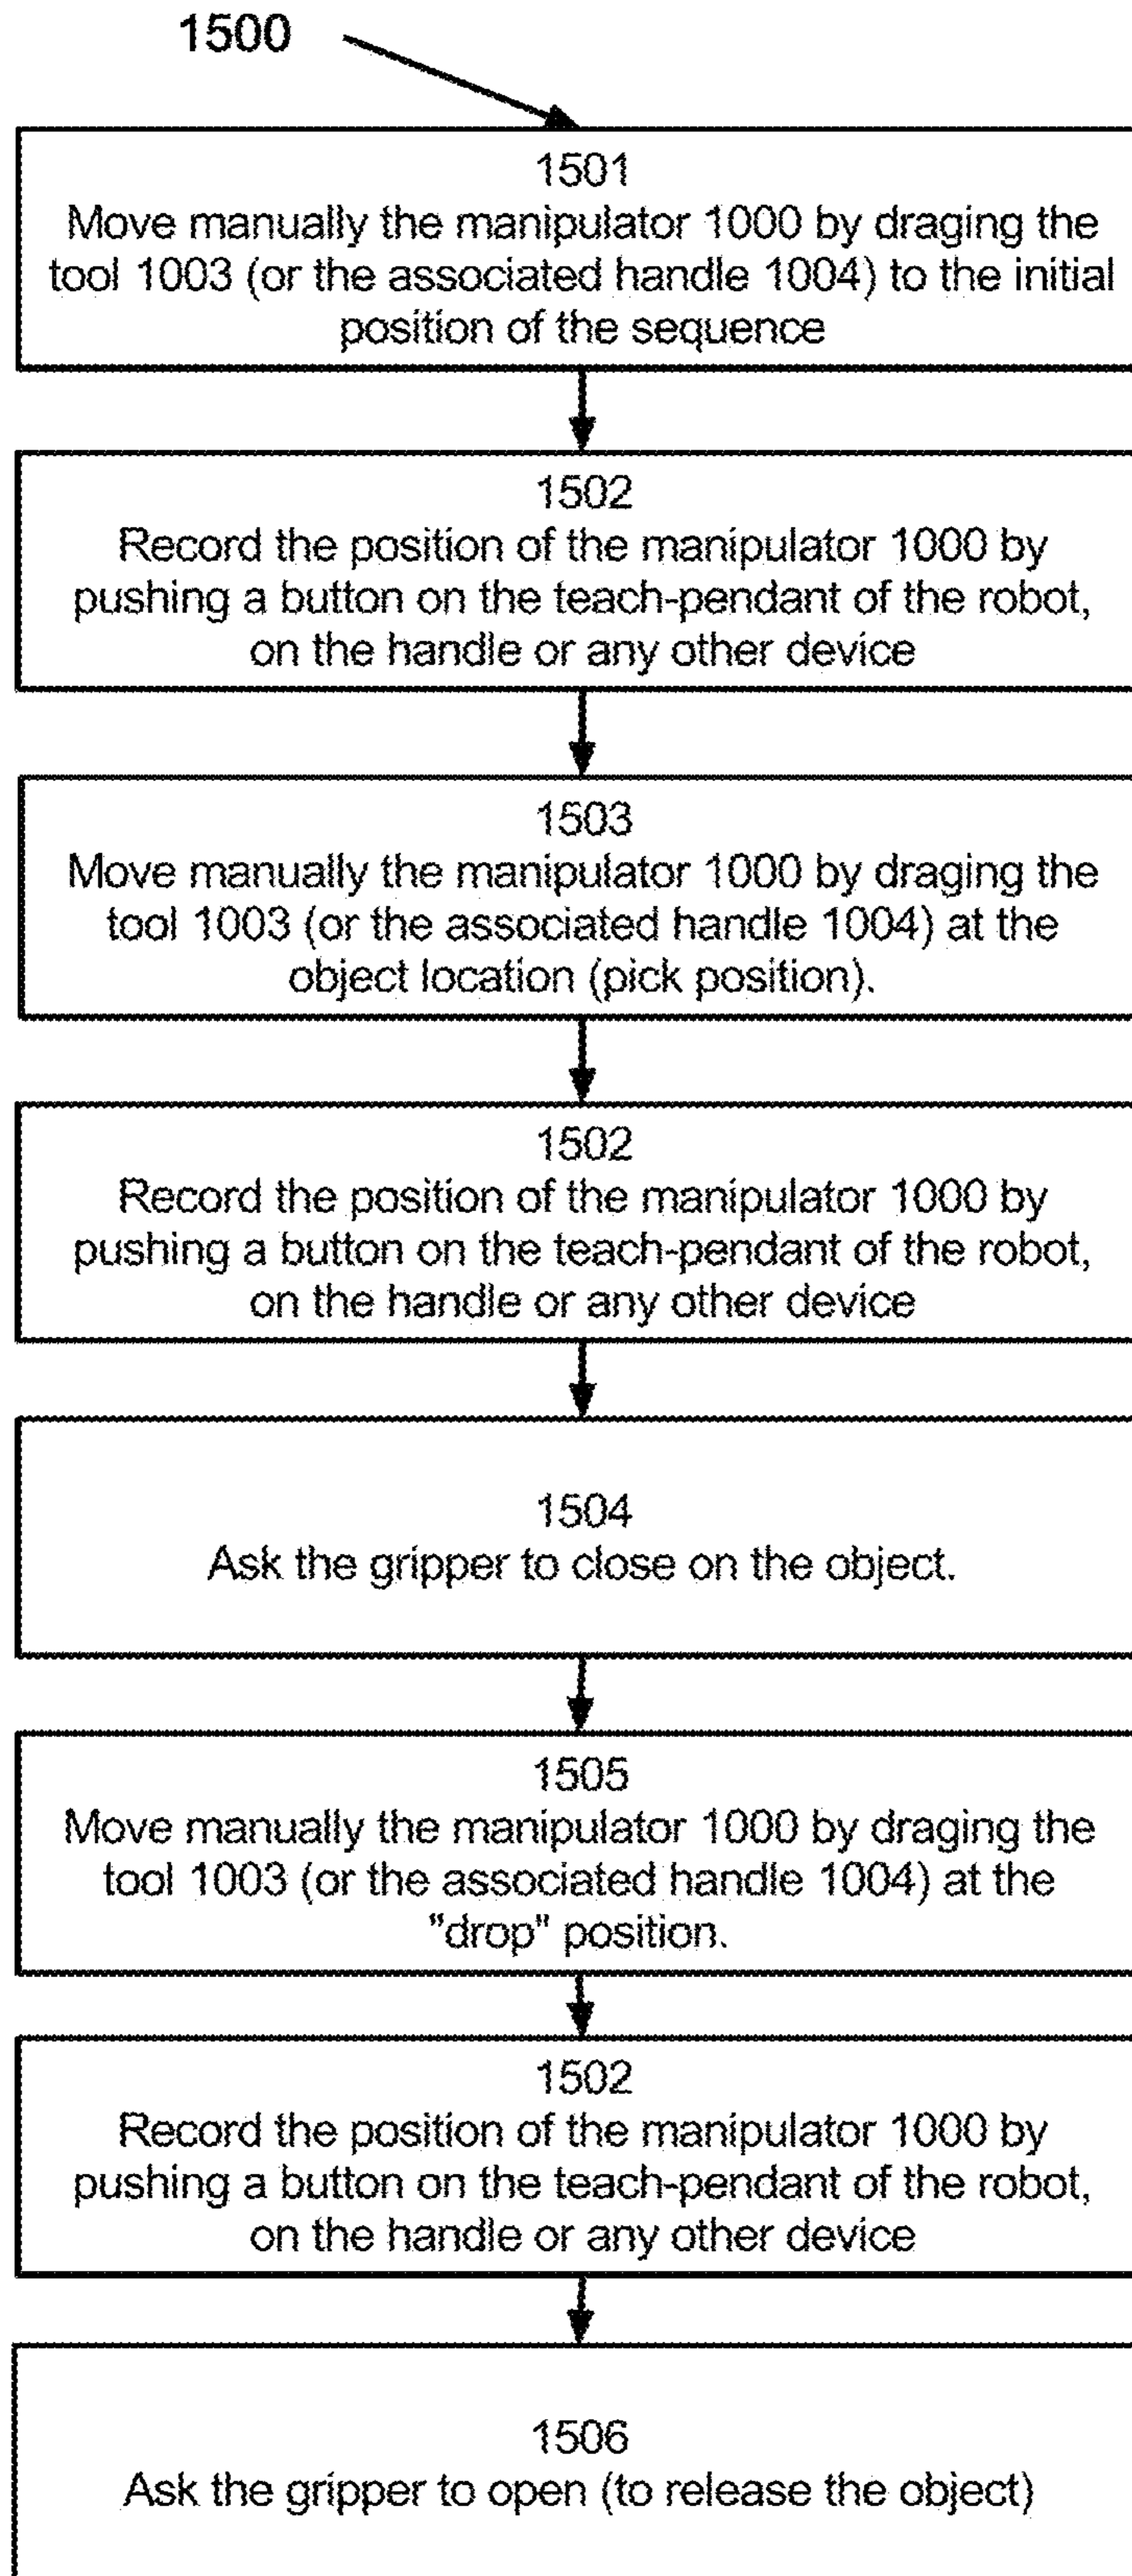 1500
1501
Move manually the manipulator 1000 by draging the
tool 1003 (or the associated handle 1004) to the initial
position of the sequence
1502
Record the position of the manipulator 1000 by
pushing a button on the teach-pendant of the robot,
on the handle or any other device
1503
Move manually the manipulator 1000 by draging the
tool 1003 (or the associated handle 1004) at the
object location (pick position).
1502
Record the position of the manipulator 1000 by
pushing a button on the teach-pendant of the robot,
on the handle or any other device
1504
Ask the gripper to close on the object.
1505
Move manually the manipulator 1000 by draging the
tool 1003 (or the associated handle 1004) at the
"drop" position.
1502
Record the position of the manipulator 1000 by
pushing a button on the teach-pendant of the robot,
on the handle or any other device
1506
Ask the gripper to open (to release the object)